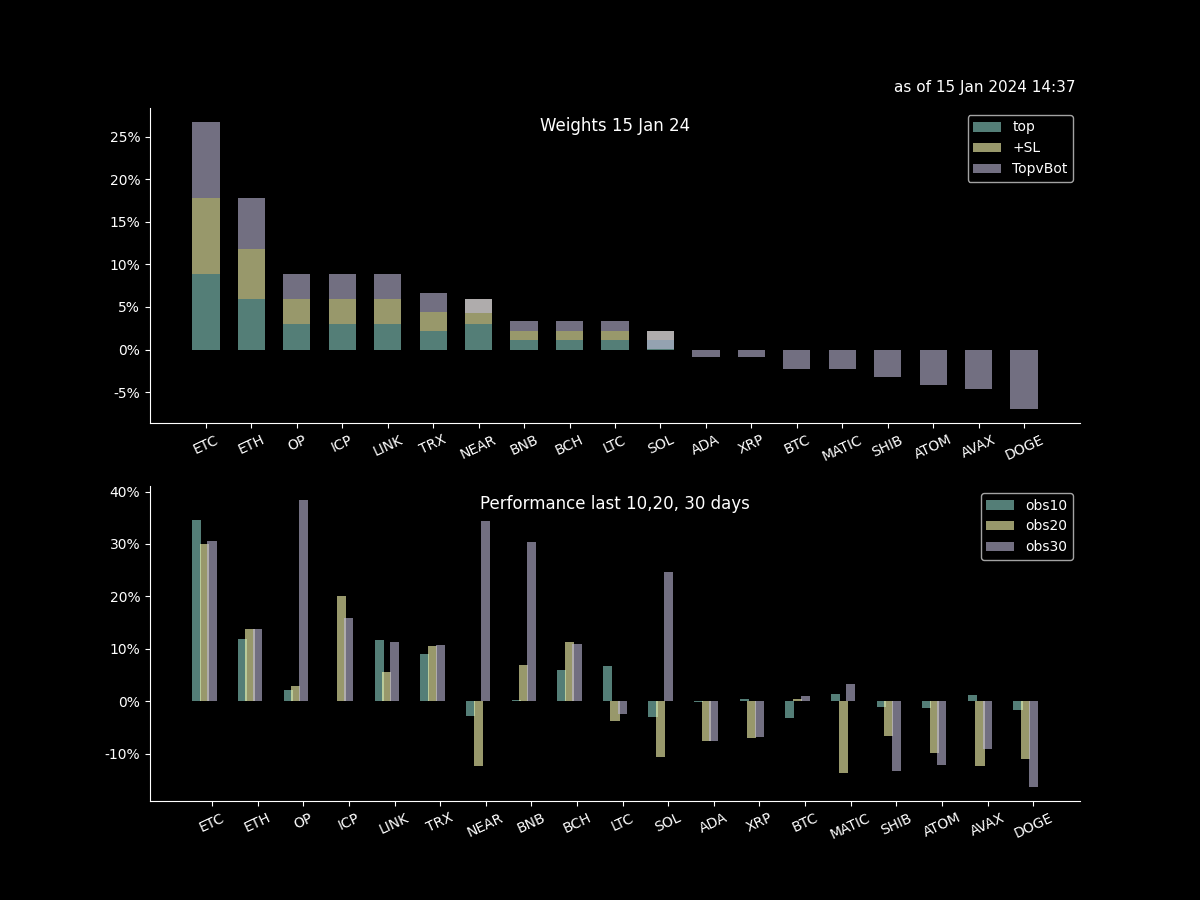 as of 15 Jan 2024 14:37
Weights 15 Jan 24
top
+SL
TopvBot
25%
20%
15%
10%
5%
0%
-5%
ETC ETH OP ICP LINK TRX NEAR BNB BCH LTC SOL ADA XRP BTC MATIC SHIB ATOM AVAX DOGE
Performance last 10,20, 30 days
obs10
obs20
obs30
40%
30%
20%
10%
0%
-10%
ETC ETH OP ICP LINK TRX NEAR BNB BCH LTC SOL ADA XRP BTC MATIC SHIB ATOM AVAX DOGE